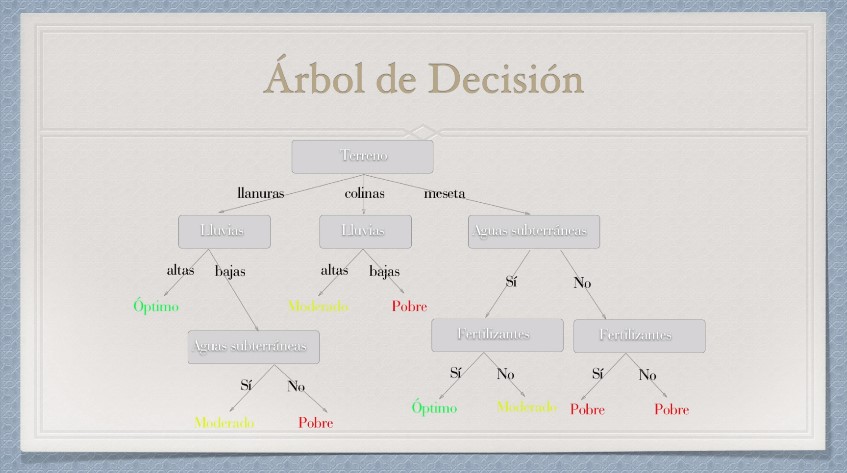 Árbol de Decisión
Terreno
llanuras colinas meseta
Lluvias Lluvias Aguas subterráneas
altas bajas altas bajas Sí No
Óptimo Moderado Pobre
Aguas subterráneas Fertilizantes Fertilizantes
Sí No Sí No Sí No
Moderado Pobre Óptimo Moderado Pobre Pobre